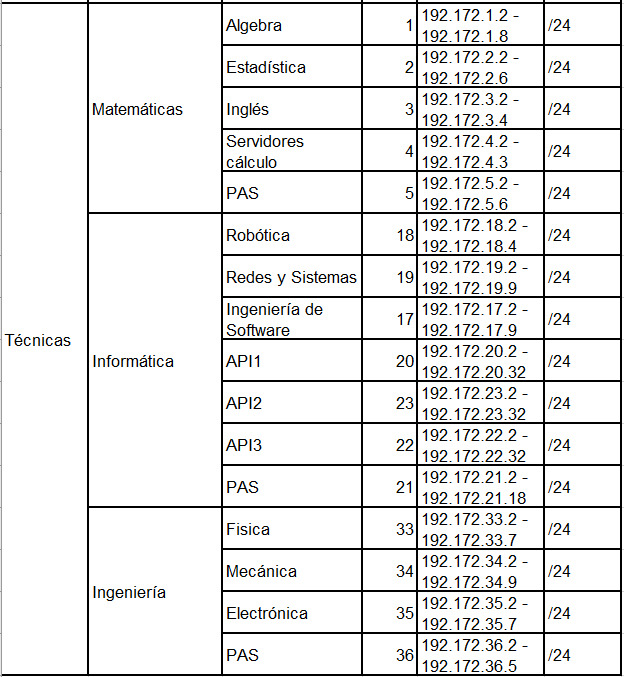 Algebra 1 192.172.1.2 - /24
192.172.1.8
Estadística 2 192.172.2.2 - /24
192.172.2.6
Matemáticas Inglés 3 192.172.3.2 - /24
192.172.3.4
Servidores 192.172.4.2 -
cálculo 4 192.172.4.3 /24
PAS 5 192.172.5.2 - /24
192.172.5.6
Robótica 18 192.172.18.2 - /24
192.172.18.4
Redes y Sistemas 19 192.172.19.2 - /24
192.172.19.9
Ingeniería de 192.172.17.2 -
Software 17 192.172.17.9 /24
Técnicas
Informática API1 20 192.172.20.2 - /24
192.172.20.32
API2 23 192.172.23.2 - /24
192.172.23.32
API3 22 192.172.22.2 - /24
192.172.22.32
PAS 21 192.172.21.2 - /24
192.172.21.18
Fisica 33 192.172.33.2 - /24
192.172.33.7
Mecánica 34 192.172.34.2 - /24
192.172.34.9
Ingeniería
Electrónica 35 192.172.35.2 - /24
192.172.35.7
PAS 36 192.172.36.2 - /24
192.172.36.5